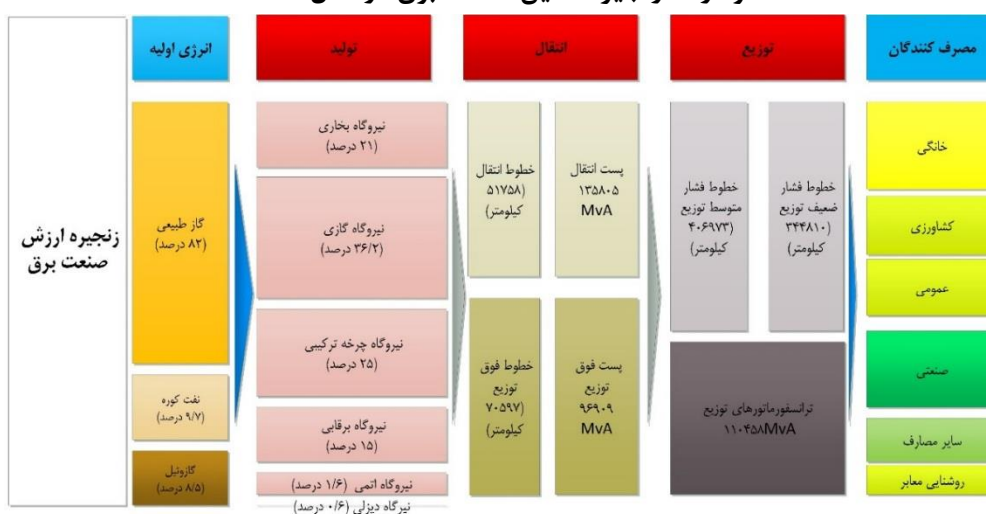 انرژی اولیه
تولید
انتقال
توزیع
مصرف کنندگان
زنجیره ارزش
صنعت برق
گاز طبیعی
(۸۲ درصد)
نفت کوره
(۹/۷ درصد)
گازوئیل
(۸/۵ درصد)
نیروگاه بخاری
(۲۱ درصد)
نیروگاه گازی
(۳۶/۲ درصد)
نیروگاه چرخه ترکیبی
(۲۵ درصد)
نیروگاه برقابی
(۱۵ درصد)
نیروگاه اتمی (۱/۶ درصد)
نیرگاه دیزلی (۰/۶ درصد)
خطوط انتقال
(۵۱۷۵۸
کیلومتر)
پست انتقال
۱۳۵۸۰۵
MvA
خطوط فوق
توزیع
(۷۰۵۹۷
کیلومتر)
پست فوق
توزیع
۹۶۹۰۹
MvA
خطوط فشار
متوسط توزیع
(۴۰۶۹۷۳
کیلومتر)
خطوط فشار
ضعیف توزیع
(۳۴۴۸۱۰
کیلومتر)
ترانسفورماتورهای توزیع
۱۱۰۴۵۸MvA
خانگی
کشاورزی
عمومی
صنعتی
سایر مصارف
روشنایی معابر